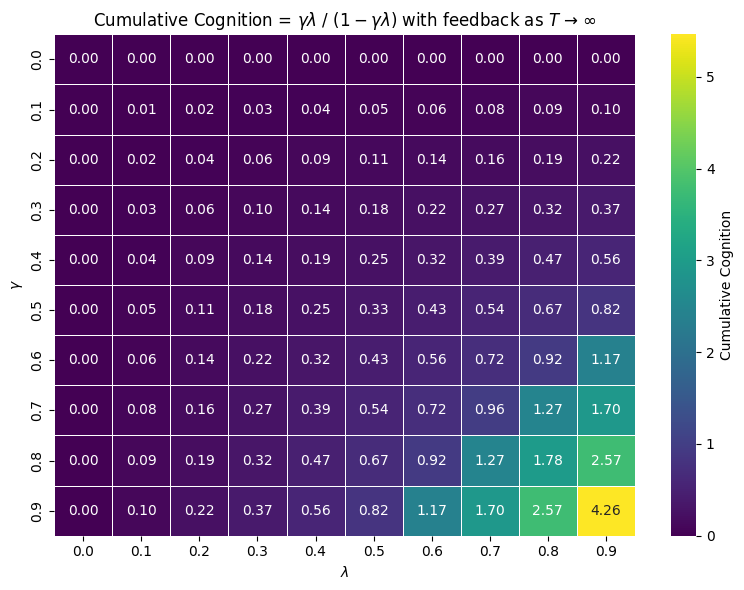 Cumulative Cognition = γλ / (1 − γλ) with feedback as T → ∞
0.0 0.00 0.00 0.00 0.00 0.00 0.00 0.00 0.00 0.00 0.00
0.1 0.00 0.01 0.02 0.03 0.04 0.05 0.06 0.08 0.09 0.10
0.2 0.00 0.02 0.04 0.06 0.09 0.11 0.14 0.16 0.19 0.22
0.3 0.00 0.03 0.06 0.10 0.14 0.18 0.22 0.27 0.32 0.37
0.4 0.00 0.04 0.09 0.14 0.19 0.25 0.32 0.39 0.47 0.56
0.5 0.00 0.05 0.11 0.18 0.25 0.33 0.43 0.54 0.67 0.82
0.6 0.00 0.06 0.14 0.22 0.32 0.43 0.56 0.72 0.92 1.17
0.7 0.00 0.08 0.16 0.27 0.39 0.54 0.72 0.96 1.27 1.70
0.8 0.00 0.09 0.19 0.32 0.47 0.67 0.92 1.27 1.78 2.57
0.9 0.00 0.10 0.22 0.37 0.56 0.82 1.17 1.70 2.57 4.26
0.0 0.1 0.2 0.3 0.4 0.5 0.6 0.7 0.8 0.9
λ
γ
5
4
3
2
1
0
Cumulative Cognition